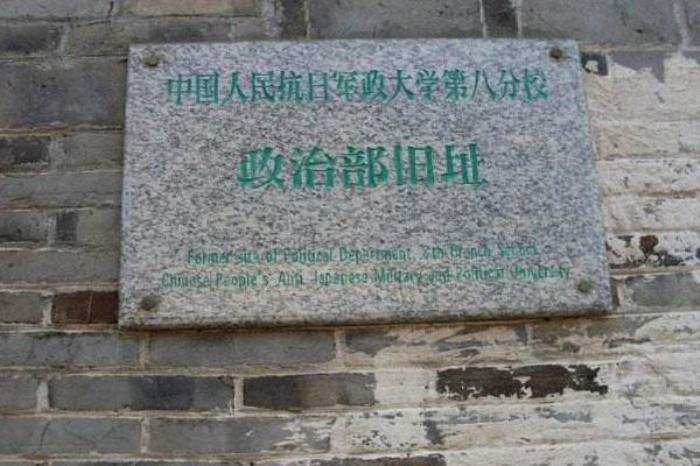 中国人民抗日军政大学第八分校
政治部旧址
Former site of Political Department, 8th Branch School
Chinese People's Anti Japanese Military and Political University